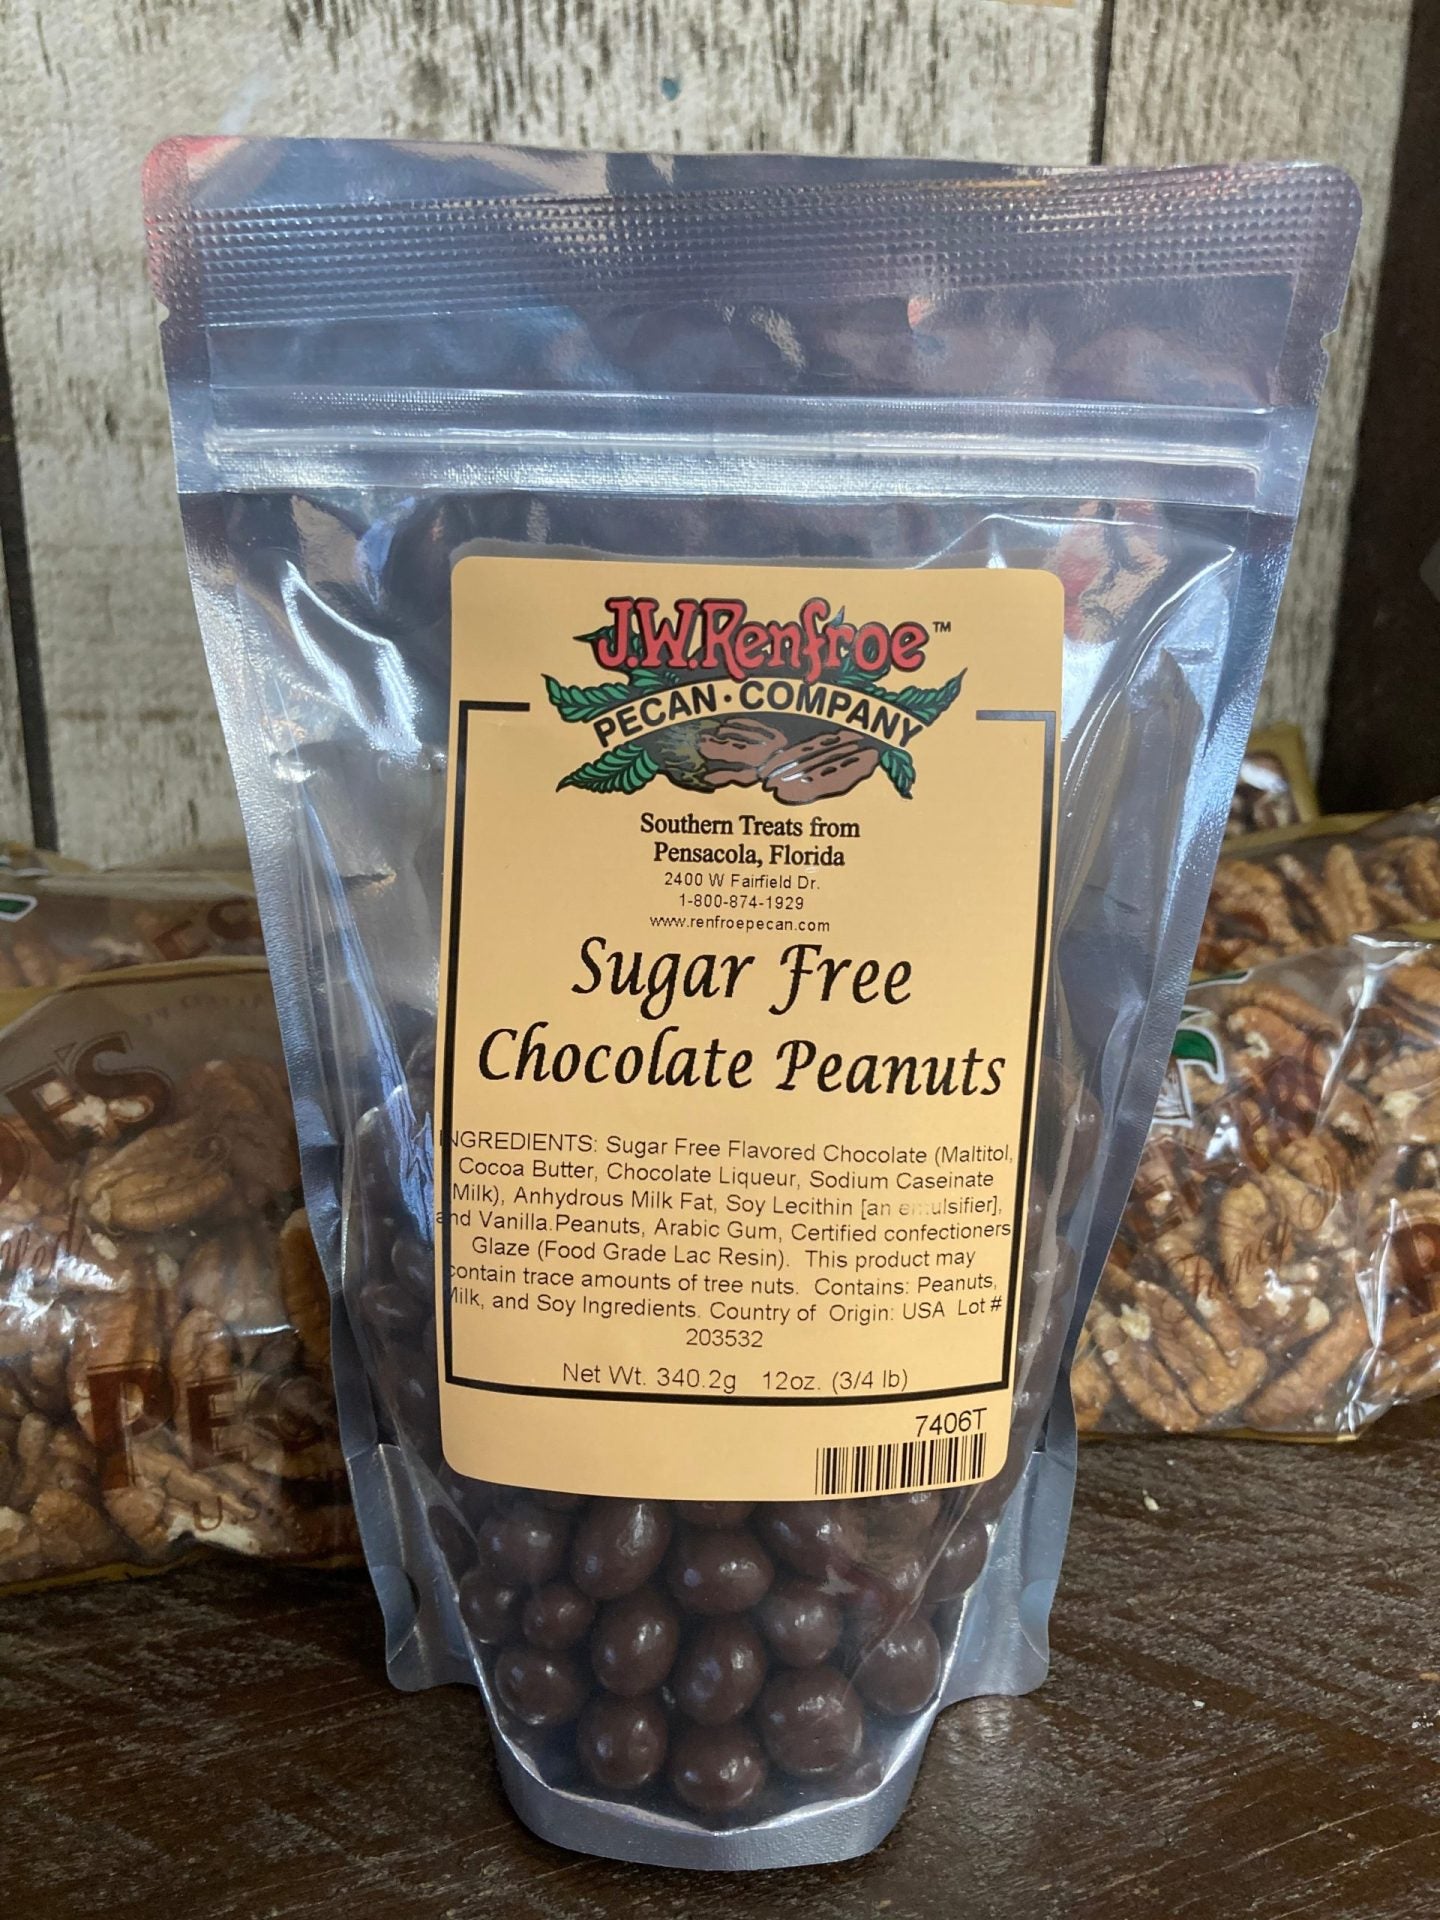 J.W. Renfroe™
PECAN · COMPANY
Southern Treats from
Pensacola, Florida
2400 W Fairfield Dr.
1-800-874-1929
www.renfroepecan.com
Sugar Free
Chocolate Peanuts
INGREDIENTS: Sugar Free Flavored Chocolate (Maltitol,
Cocoa Butter, Chocolate Liqueur, Sodium Caseinate
(Milk), Anhydrous Milk Fat, Soy Lecithin [an emulsifier],
and Vanilla.Peanuts, Arabic Gum, Certified confectioners
Glaze (Food Grade Lac Resin). This product may
contain trace amounts of tree nuts. Contains: Peanuts,
Milk, and Soy Ingredients. Country of Origin: USA Lot #
203532
Net Wt. 340.2g 12oz. (3/4 lb)
7406T
Fancy